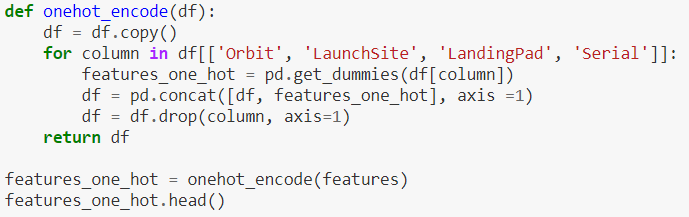 def onehot_encode(df):
    df = df.copy()
    for column in df[['Orbit', 'LaunchSite', 'LandingPad', 'Serial']]:
        features_one_hot = pd.get_dummies(df[column])
        df = pd.concat([df, features_one_hot], axis =1)
        df = df.drop(column, axis=1)
    return df

features_one_hot = onehot_encode(features)
features_one_hot.head()